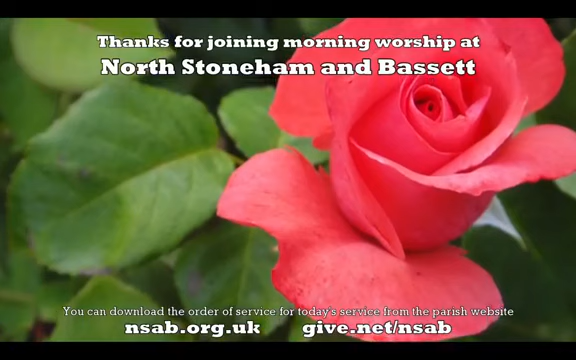 Thanks for joining morning worship at
North Stoneham and Bassett
You can download the order of service for today's service from the parish website
nsab.org.uk give.net/nsab